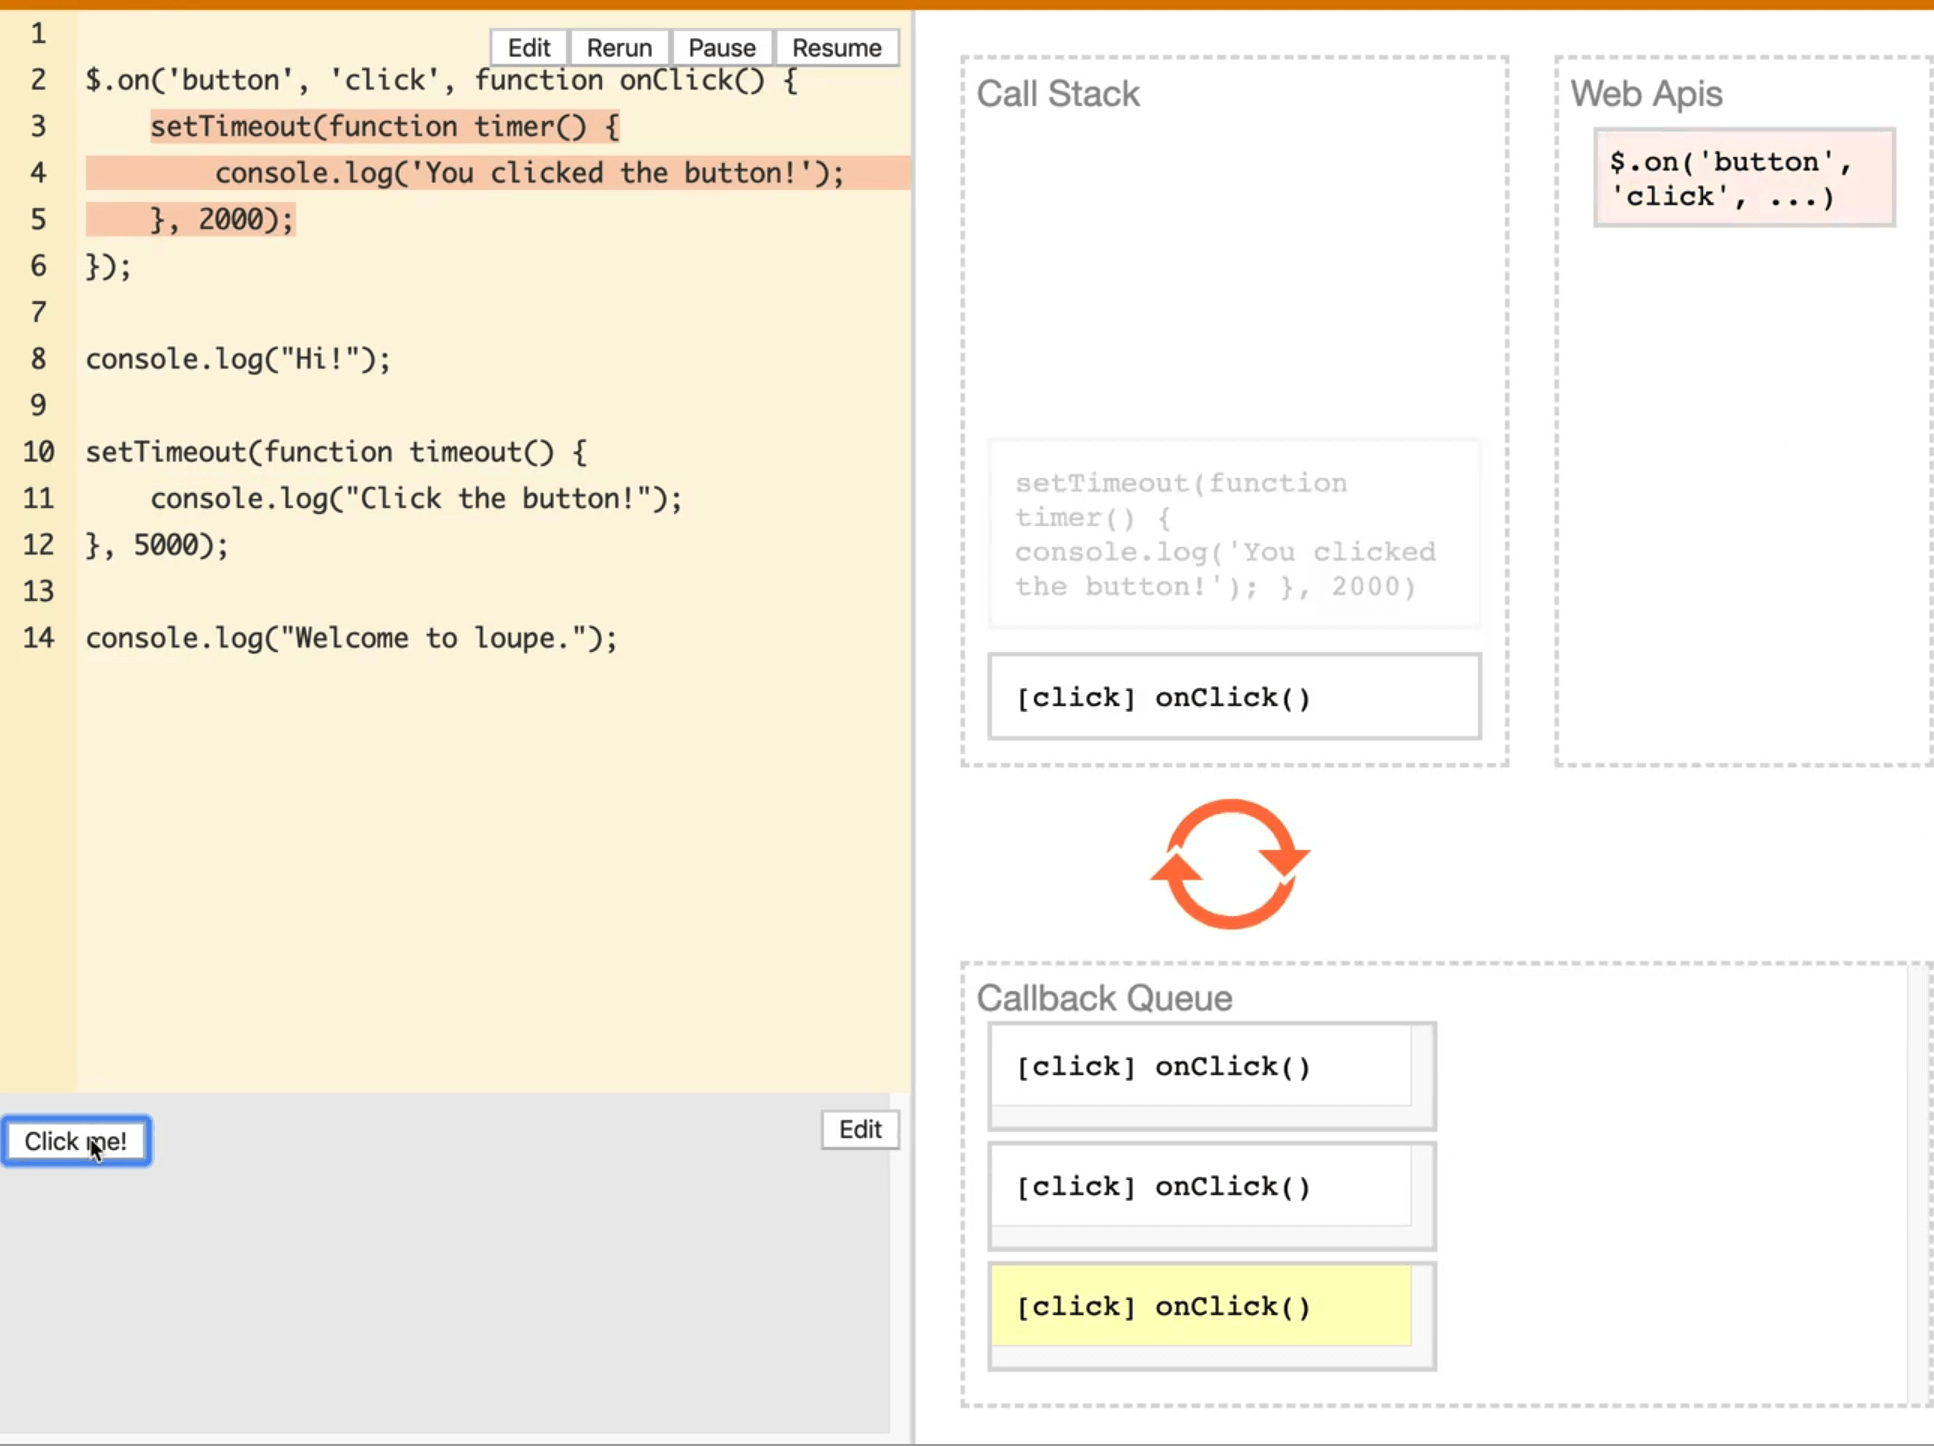 Edit Rerun Pause Resume
1
2 $.on('button', 'click', function onClick() {
3 setTimeout(function timer() {
4 console.log('You clicked the button!');
5 }, 2000);
6 });
7
8 console.log("Hi!");
9
10 setTimeout(function timeout() {
11 console.log("Click the button!");
12 }, 5000);
13
14 console.log("Welcome to loupe.");
Click me!
Edit
Call Stack
setTimeout(function
timer() {
console.log('You clicked
the button!'); }, 2000)
[click] onClick()
Web Apis
$.on('button',
'click', ...)
Callback Queue
[click] onClick()
[click] onClick()
[click] onClick()